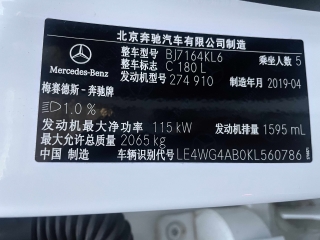 北京奔驰汽车有限公司制造
整车型号 BJ7164KL6 乘坐人数 5
整车标志 C 180 L
Mercedes-Benz 发动机型号 274 910 制造年月 2019-04
梅赛德斯-奔驰牌
1.0 %
发动机最大净功率 115 kW 发动机排量 1595 mL
最大允许总质量 2065 kg
中国 制造 车辆识别代号 LE4WG4AB0KL560786